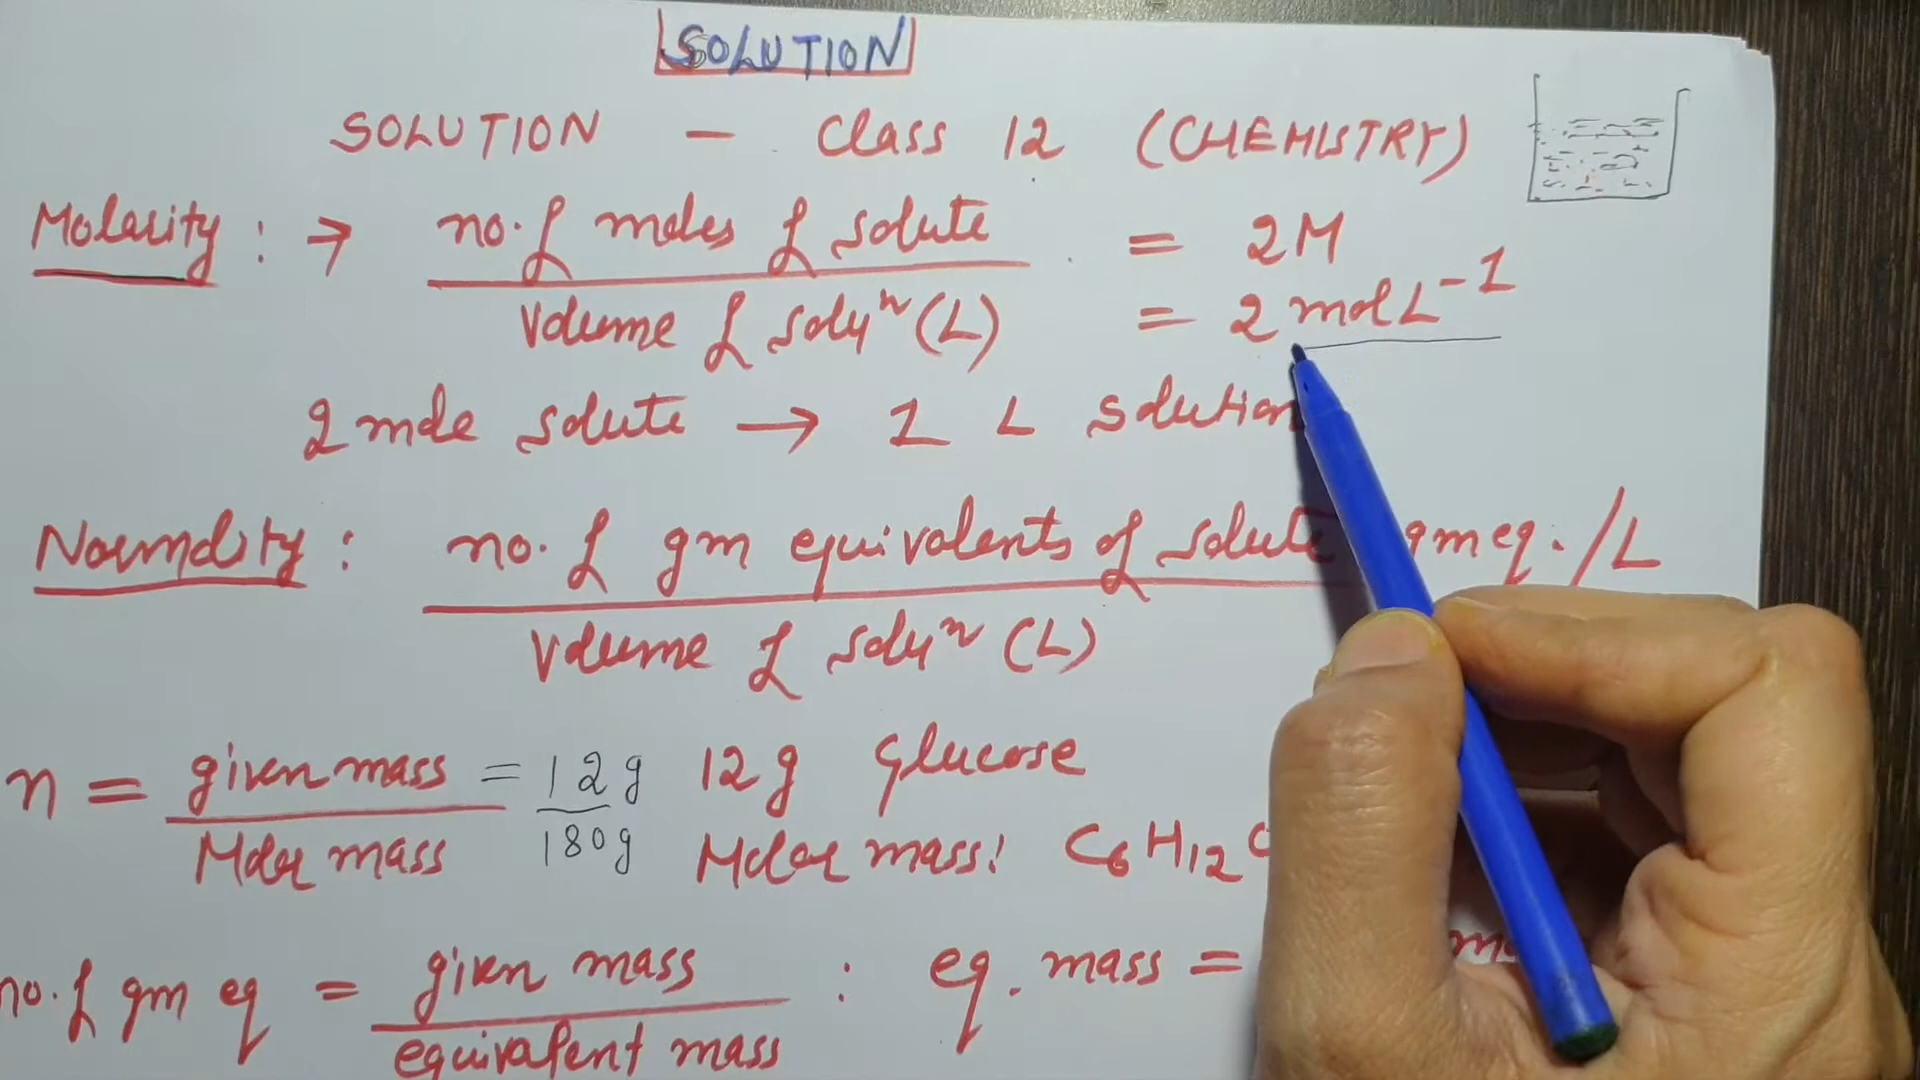 SOLUTION
SOLUTION - Class 12 (CHEMISTRY)
Molarity : → no. of moles of solute = 2M
Volume of solun (L) = 2 mol L-1
2 mole solute → 1 L solution
Normality : no. of gm equivalents of solute gm eq. /L
Volume of solun (L)
n = given mass = 12g 12g Glucose
Molar mass 180g Molar mass: C6H12
no. of gm eq = given mass : eq. mass =
equivalent mass